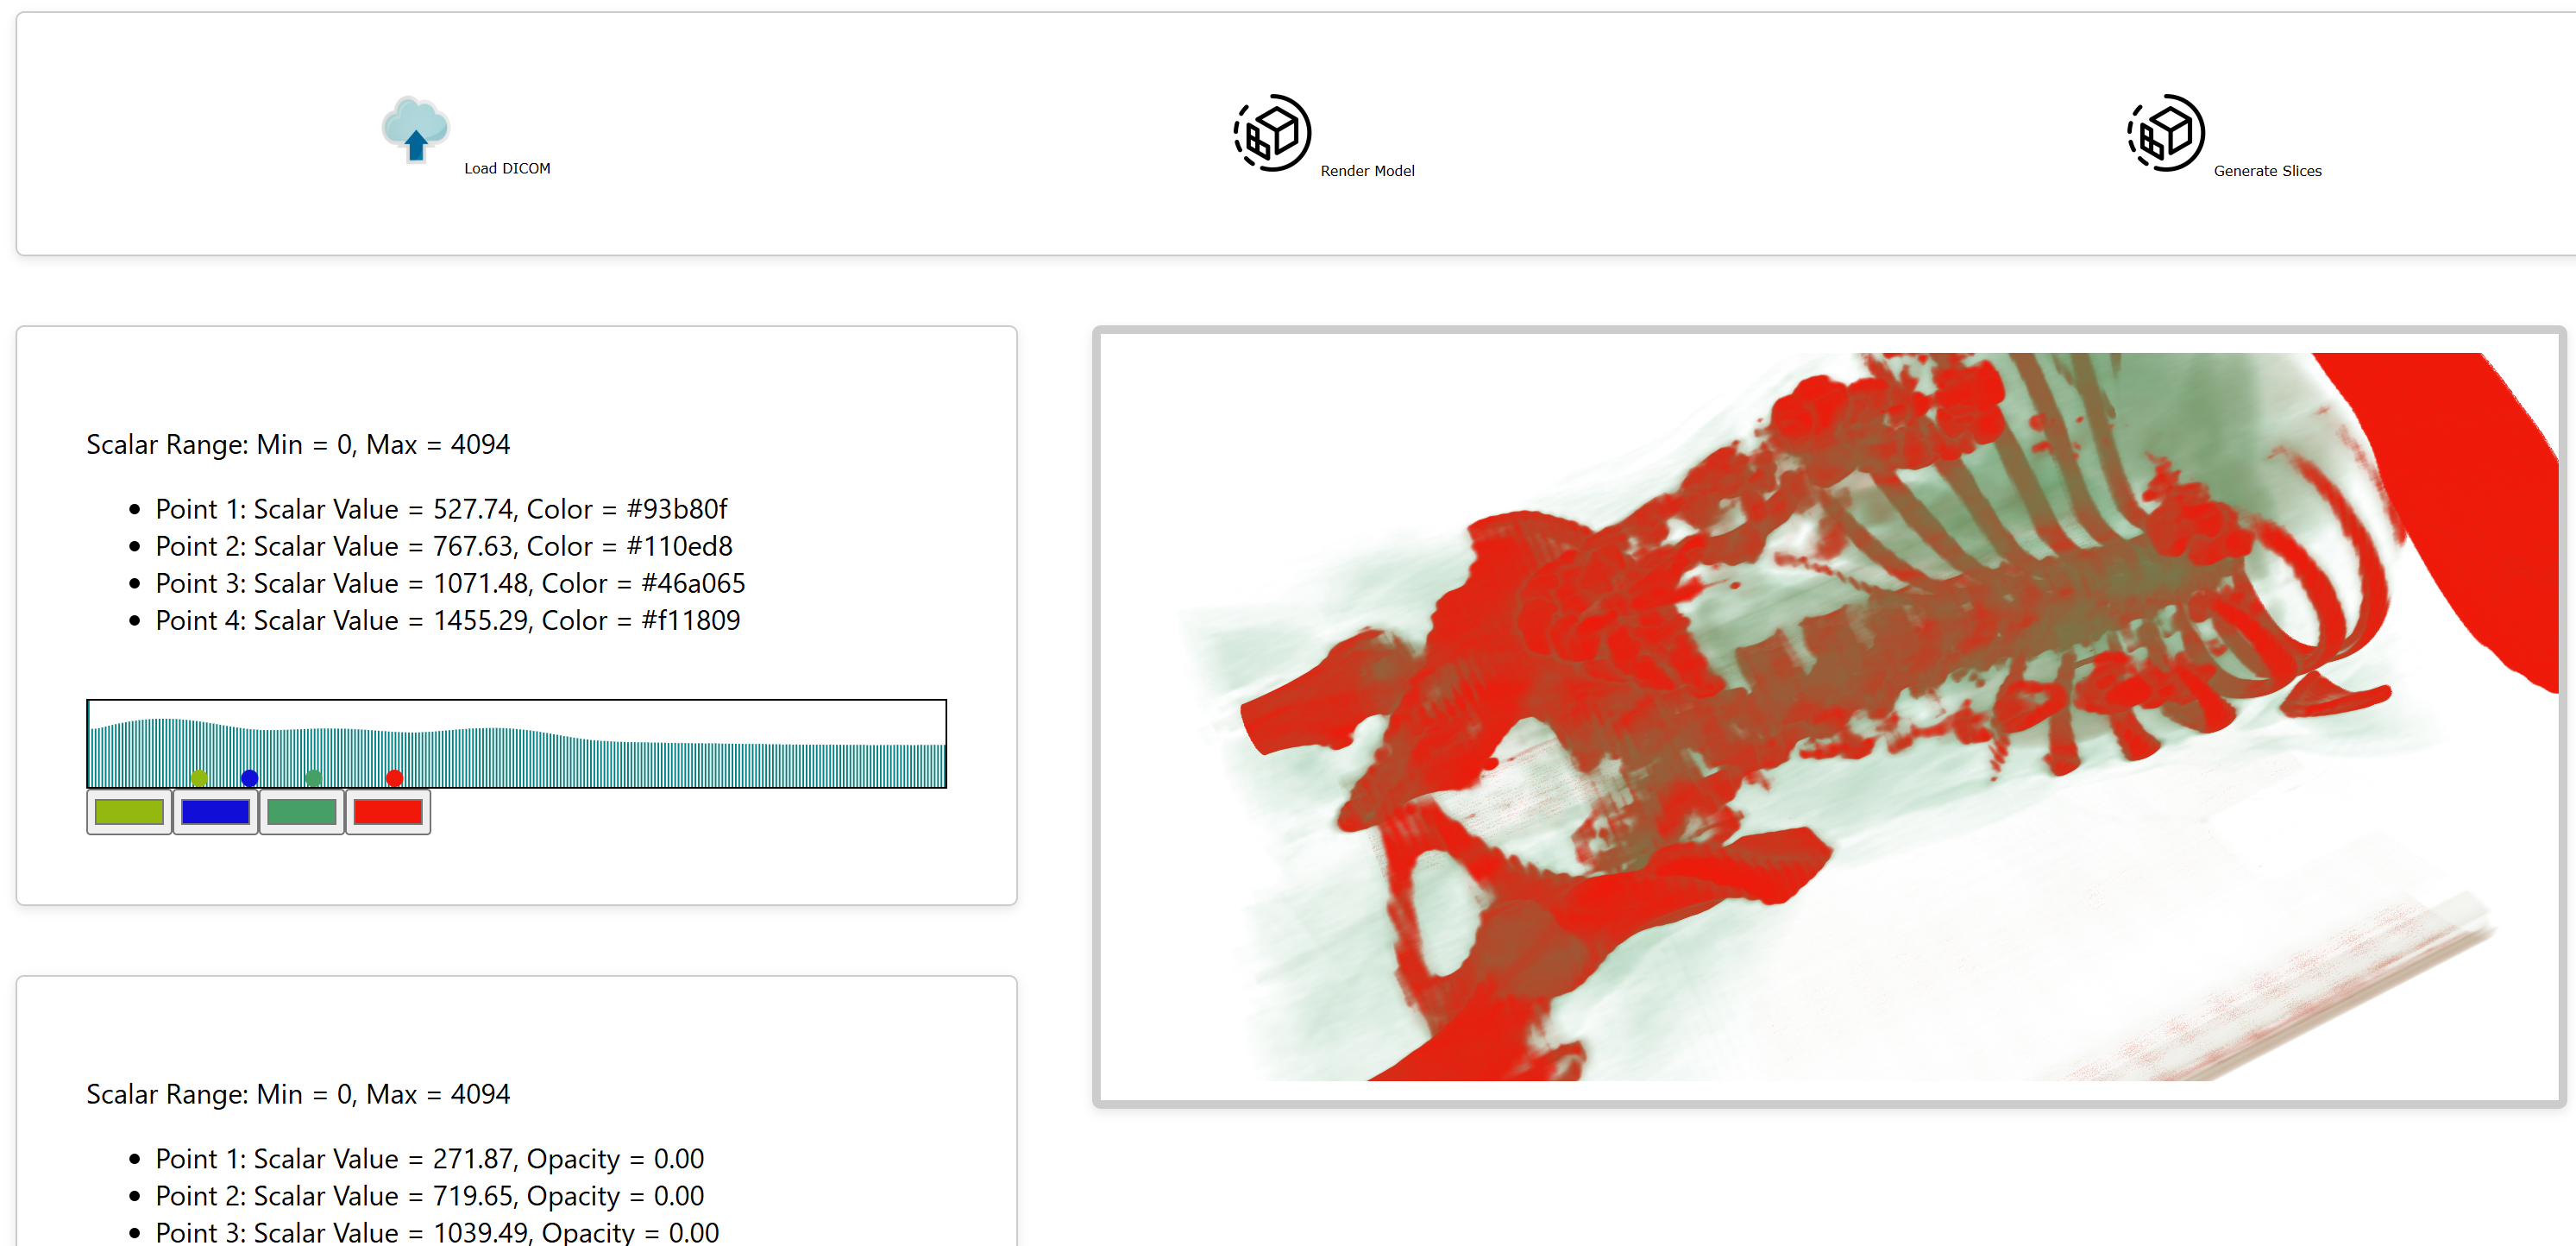 Load DICOM
Render Model
Generate Slices
Scalar Range: Min = 0, Max = 4094
Point 1: Scalar Value = 527.74, Color = #93b80f
Point 2: Scalar Value = 767.63, Color = #110ed8
Point 3: Scalar Value = 1071.48, Color = #46a065
Point 4: Scalar Value = 1455.29, Color = #f11809
Scalar Range: Min = 0, Max = 4094
Point 1: Scalar Value = 271.87, Opacity = 0.00
Point 2: Scalar Value = 719.65, Opacity = 0.00
Point 3: Scalar Value = 1039.49, Opacity = 0.00